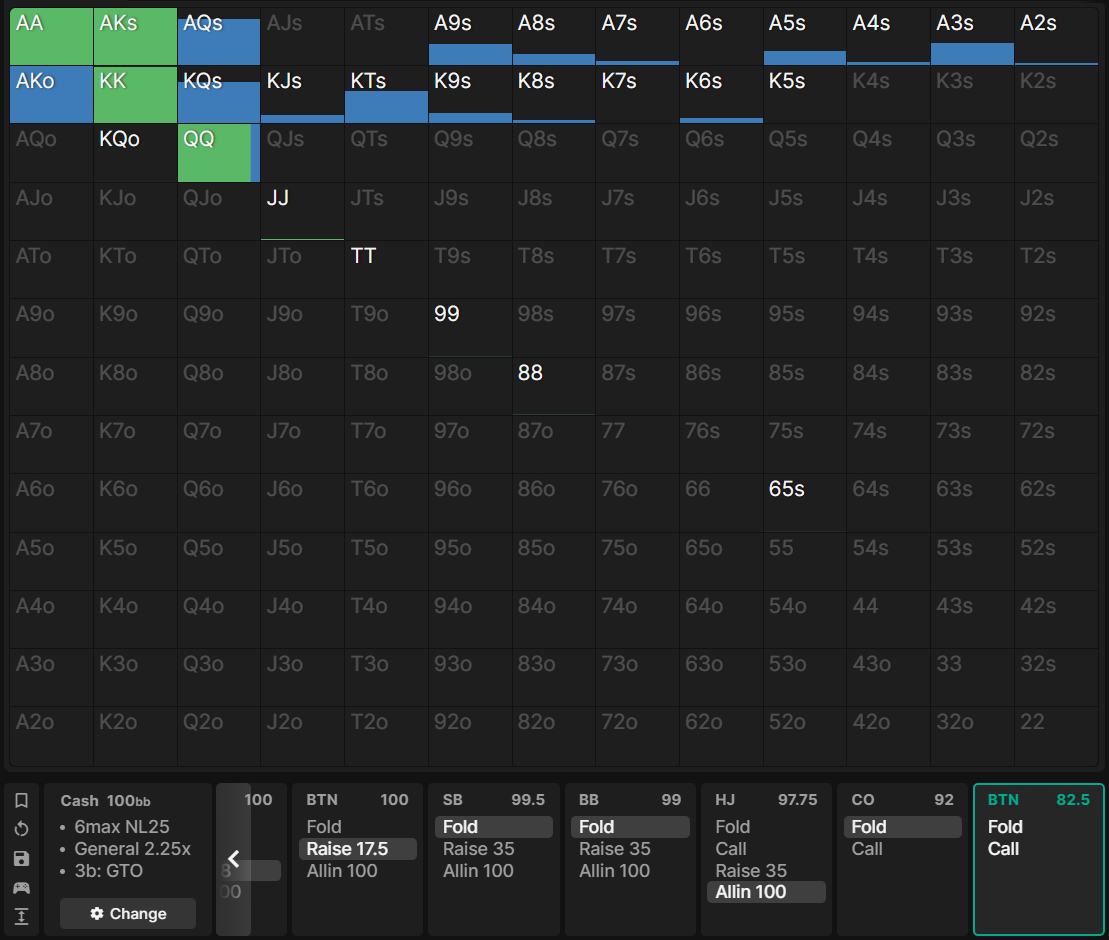 AA AKs AQs AJs ATs A9s A8s A7s A6s A5s A4s A3s A2s
AKo KK KQs KJs KTs K9s K8s K7s K6s K5s K4s K3s K2s
AQo KQo QQ QJs QTs Q9s Q8s Q7s Q6s Q5s Q4s Q3s Q2s
AJo KJo QJo JJ JTs J9s J8s J7s J6s J5s J4s J3s J2s
ATo KTo QTo JTo TT T9s T8s T7s T6s T5s T4s T3s T2s
A9o K9o Q9o J9o T9o 99 98s 97s 96s 95s 94s 93s 92s
A8o K8o Q8o J8o T8o 98o 88 87s 86s 85s 84s 83s 82s
A7o K7o Q7o J7o T7o 97o 87o 77 76s 75s 74s 73s 72s
A6o K6o Q6o J6o T6o 96o 86o 76o 66 65s 64s 63s 62s
A5o K5o Q5o J5o T5o 95o 85o 75o 65o 55 54s 53s 52s
A4o K4o Q4o J4o T4o 94o 84o 74o 64o 54o 44 43s 42s
A3o K3o Q3o J3o T3o 93o 83o 73o 63o 53o 43o 33 32s
A2o K2o Q2o J2o T2o 92o 82o 72o 62o 52o 42o 32o 22
Cash 100bb
• 6max NL25
• General 2.25x
• 3b: GTO
Change
100
8
00
BTN 100
Fold
Raise 17.5
Allin 100
SB 99.5
Fold
Raise 35
Allin 100
BB 99
Fold
Raise 35
Allin 100
HJ 97.75
Fold
Call
Raise 35
Allin 100
CO 92
Fold
Call
BTN 82.5
Fold
Call